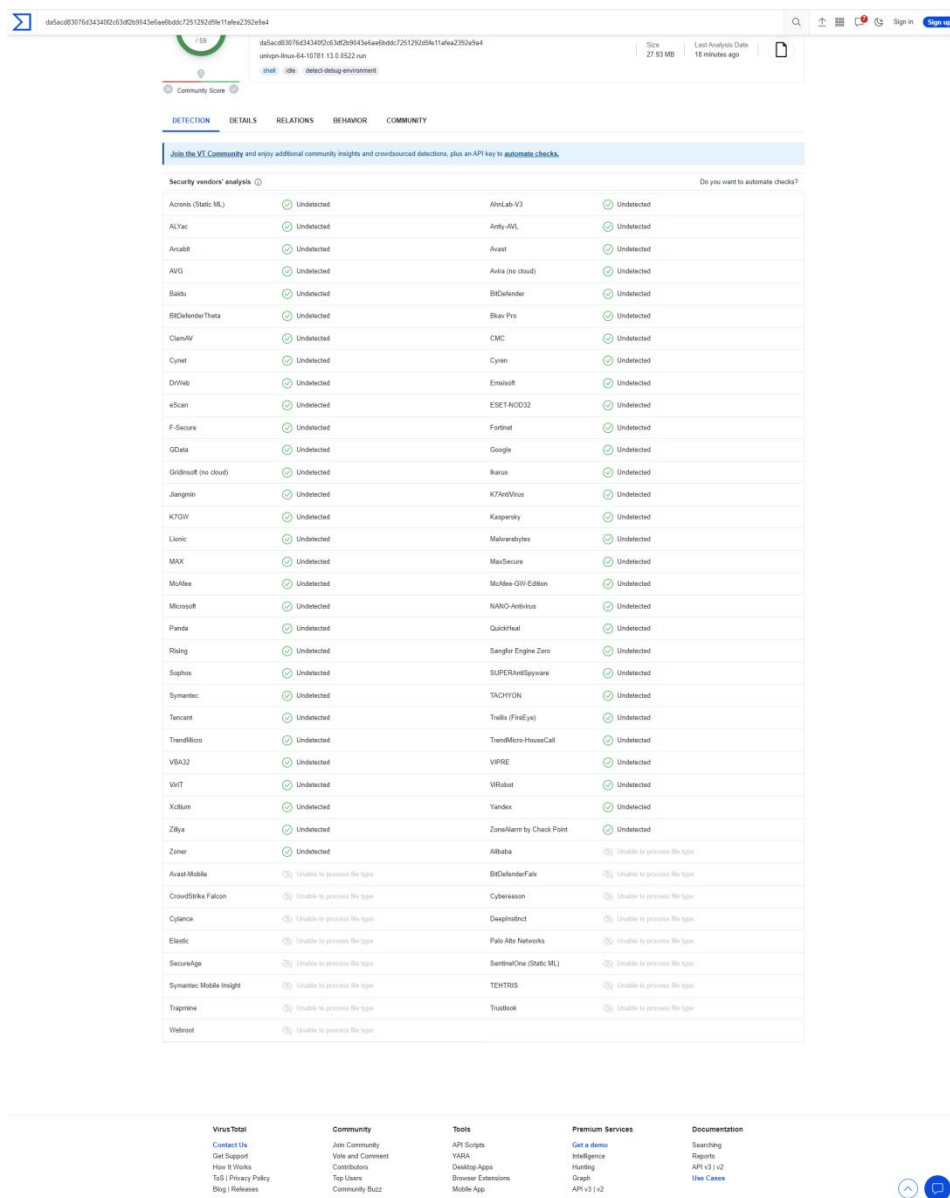 da5acd83076d34340f2c63df2b9043e6ae6bddc7251292d5fe11afea2392e9a4
Sign in
Sign up
/ 59
da5acd83076d34340f2c63df2b9043e6ae6bddc7251292d5fe11afea2392e9a4
univpn-linux-64-10781.13.0.0522.run
shell idle detect-debug-environment
Size
27.93 MB
Last Analysis Date
18 minutes ago
Community Score
DETECTION DETAILS RELATIONS BEHAVIOR COMMUNITY
Join the VT Community and enjoy additional community insights and crowdsourced detections, plus an API key to automate checks.
Security vendors' analysis Do you want to automate checks?
Acronis (Static ML) Undetected AhnLab-V3 Undetected
ALYac Undetected Antiy-AVL Undetected
Arcabit Undetected Avast Undetected
AVG Undetected Avira (no cloud) Undetected
Baidu Undetected BitDefender Undetected
BitDefenderTheta Undetected Bkav Pro Undetected
ClamAV Undetected CMC Undetected
Cynet Undetected Cyren Undetected
DrWeb Undetected Emsisoft Undetected
eScan Undetected ESET-NOD32 Undetected
F-Secure Undetected Fortinet Undetected
GData Undetected Google Undetected
Gridinsoft (no cloud) Undetected Ikarus Undetected
Jiangmin Undetected K7AntiVirus Undetected
K7GW Undetected Kaspersky Undetected
Lionic Undetected Malwarebytes Undetected
MAX Undetected MaxSecure Undetected
McAfee Undetected McAfee-GW-Edition Undetected
Microsoft Undetected NANO-Antivirus Undetected
Panda Undetected QuickHeal Undetected
Rising Undetected Sangfor Engine Zero Undetected
Sophos Undetected SUPERAntiSpyware Undetected
Symantec Undetected TACHYON Undetected
Tencent Undetected Trellix (FireEye) Undetected
TrendMicro Undetected TrendMicro-HouseCall Undetected
VBA32 Undetected VIPRE Undetected
VirIT Undetected ViRobot Undetected
Xcitium Undetected Yandex Undetected
Zillya Undetected ZoneAlarm by Check Point Undetected
Zoner Undetected Alibaba Unable to process file type
Avast-Mobile Unable to process file type BitDefenderFalx Unable to process file type
CrowdStrike Falcon Unable to process file type Cybereason Unable to process file type
Cylance Unable to process file type DeepInstinct Unable to process file type
Elastic Unable to process file type Palo Alto Networks Unable to process file type
SecureAge Unable to process file type SentinelOne (Static ML) Unable to process file type
Symantec Mobile Insight Unable to process file type TEHTRIS Unable to process file type
Trapmine Unable to process file type Trustlook Unable to process file type
Webroot Unable to process file type
VirusTotal Community Tools Premium Services Documentation
Contact Us Join Community API Scripts Get a demo Searching
Get Support Vote and Comment YARA Intelligence Reports
How It Works Contributors Desktop Apps Hunting API v3 | v2
ToS | Privacy Policy Top Users Browser Extensions Graph Use Cases
Blog | Releases Community Buzz Mobile App API v3 | v2